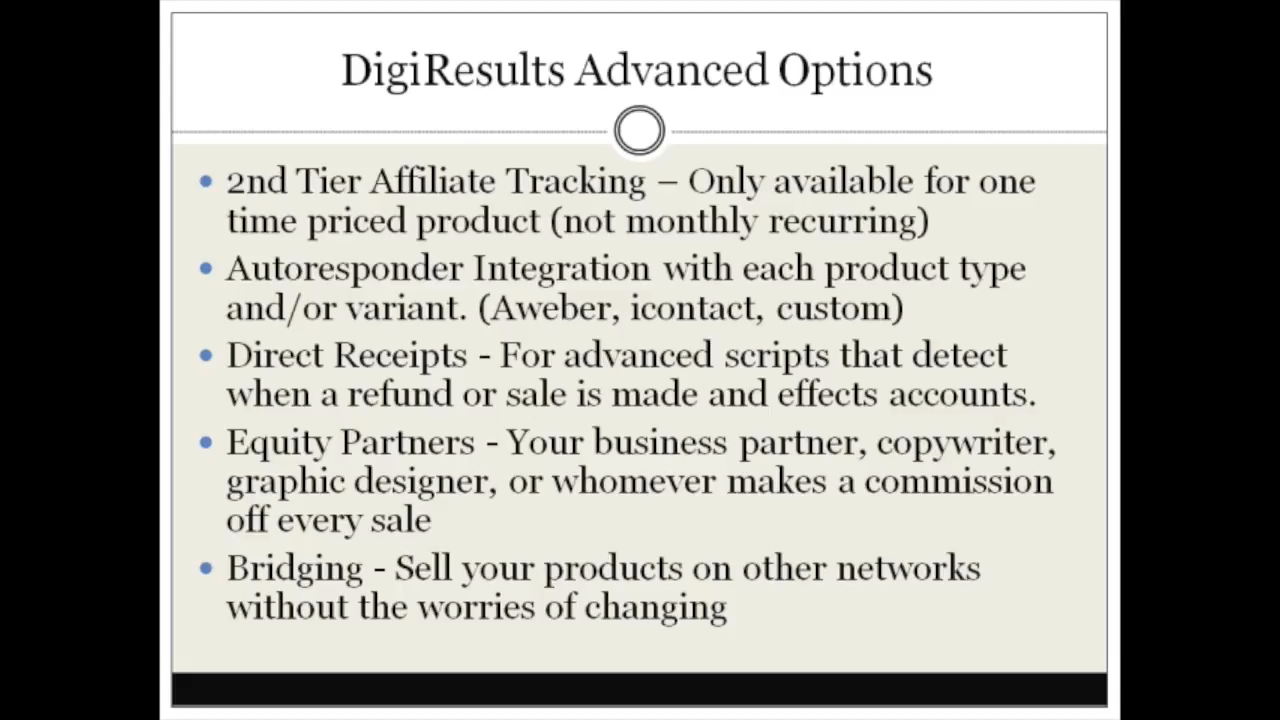 DigiResults Advanced Options
• 2nd Tier Affiliate Tracking – Only available for one
time priced product (not monthly recurring)
• Autoresponder Integration with each product type
and/or variant. (Aweber, icontact, custom)
• Direct Receipts - For advanced scripts that detect
when a refund or sale is made and effects accounts.
• Equity Partners - Your business partner, copywriter,
graphic designer, or whomever makes a commission
off every sale
• Bridging - Sell your products on other networks
without the worries of changing